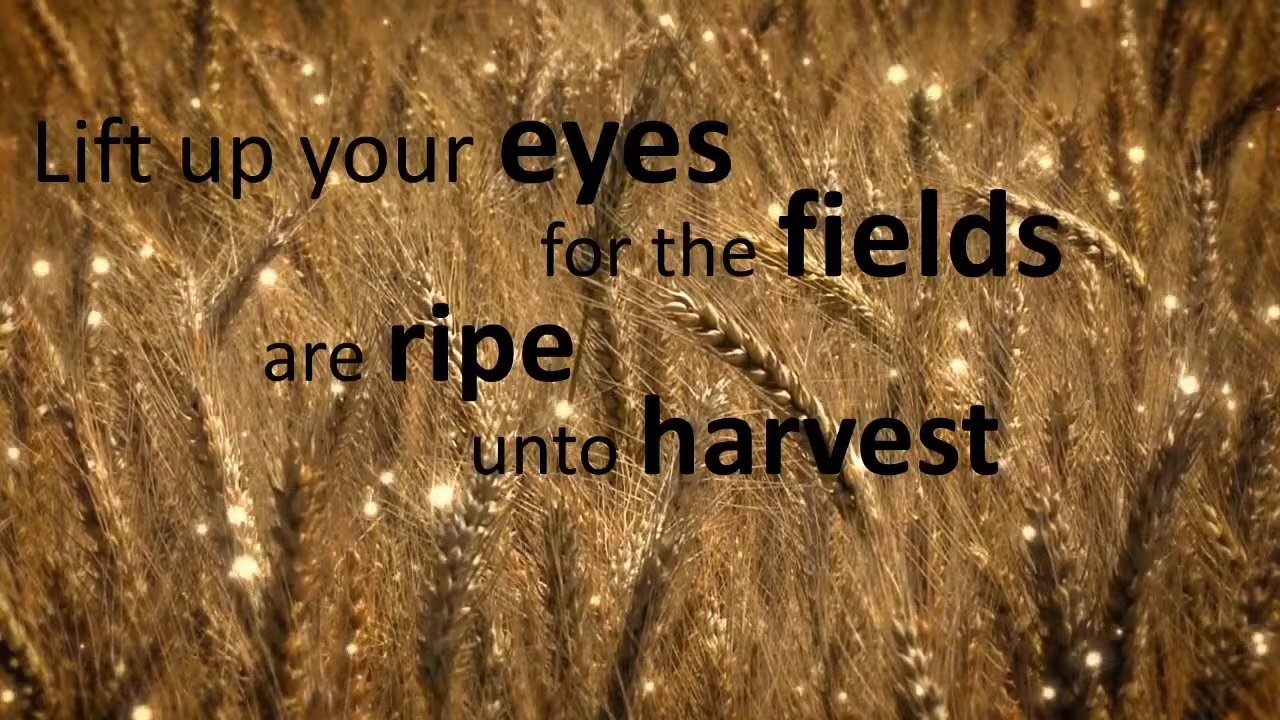 Lift up your eyes
for the fields
are ripe
unto harvest